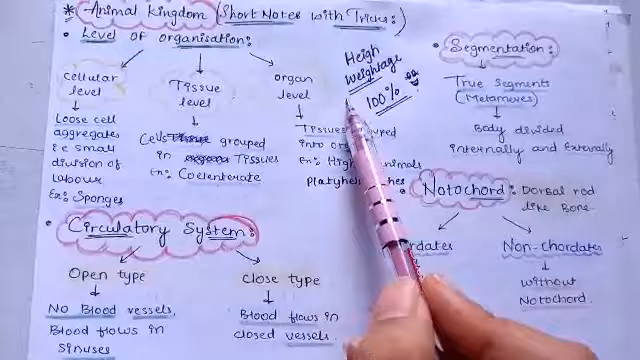 * Animal kingdom (Short Notes with Tricks:)
• Level of organisation:
Cellular
level
Loose cell
aggregates
i.e small
division of
labour
Ex: Sponges
Tissue
level
Cells grouped
in Tissues
En: Coelenterate
organ
level
Tissues
into
En: High
Platyhel
Heigh
weightage
100%
• Segmentation:
True Segments
(Metameres)
Body divided
internally and Externally
• Notochord: Dorsal rod
like Bone.
Non-chordates
without
Notochord.
• Circulatory System:
Open type
No Blood vessels,
Blood flows in
sinuses
close type
Blood flows in
closed vessels.